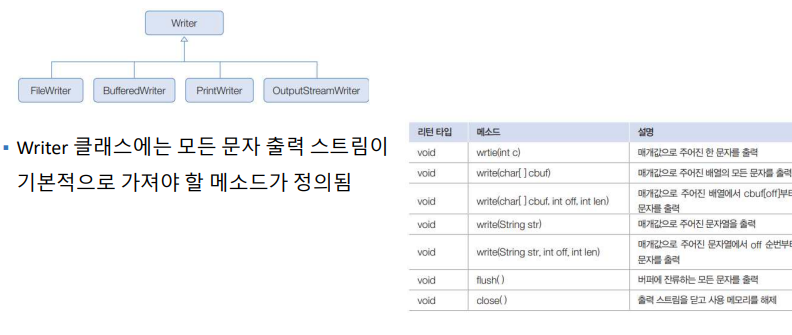 Writer
FileWriter
BufferedWriter
PrintWriter
OutputStreamWriter
▪ Writer 클래스에는 모든 문자 출력 스트림이
기본적으로 가져야 할 메소드가 정의됨
리턴 타입 메소드 설명
void wrtie(int c) 매개값으로 주어진 한 문자를 출력
void write(char[ ] cbuf) 매개값으로 주어진 배열의 모든 문자를 출력
void write(char[ ] cbuf, int off, int len) 매개값으로 주어진 배열에서 cbuf[off]부터
문자를 출력
void write(String str) 매개값으로 주어진 문자열을 출력
void write(String str, int off, int len) 매개값으로 주어진 문자열에서 off 순번부터
문자를 출력
void flush( ) 버퍼에 잔류하는 모든 문자를 출력
void close( ) 출력 스트림을 닫고 사용 메모리를 해제